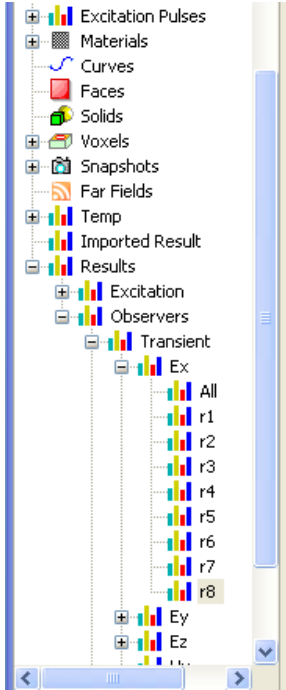 Excitation Pulses
Materials
Curves
Faces
Solids
Voxels
Snapshots
Far Fields
Temp
Imported Result
Results
Excitation
Observers
Transient
Ex
All
r1
r2
r3
r4
r5
r6
r7
r8
Ey
Ez